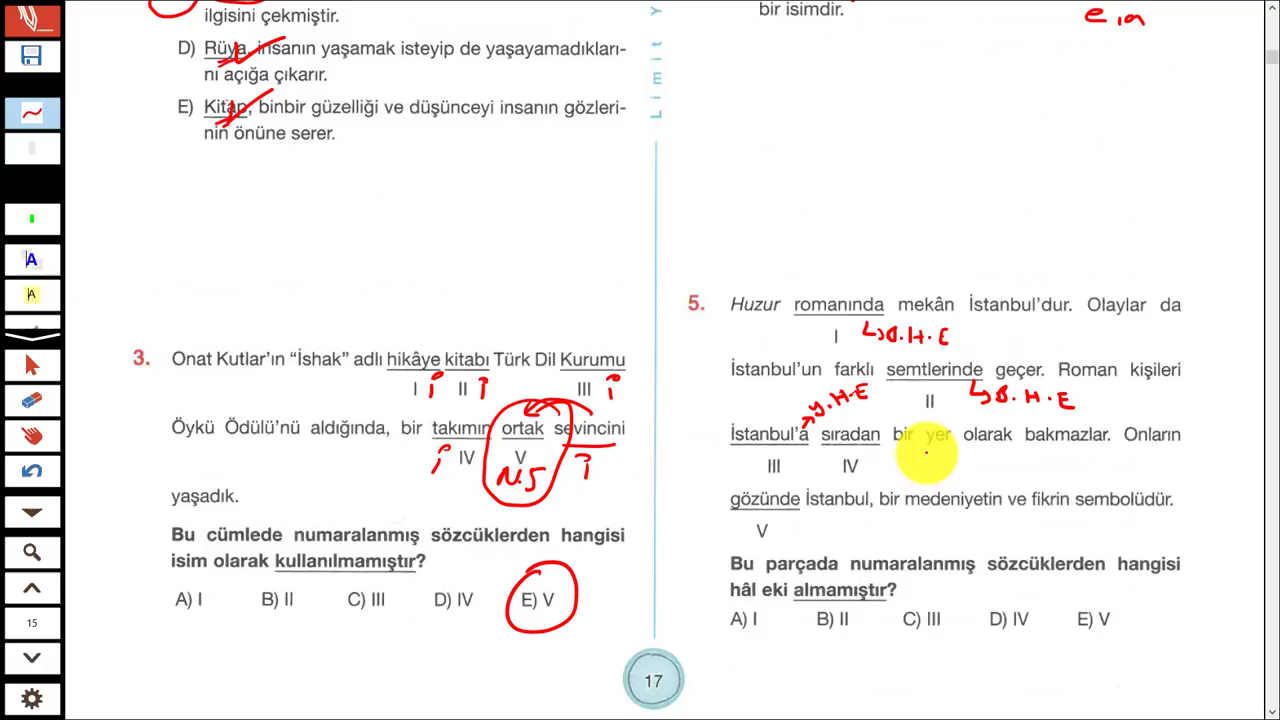 ilgisini çekmiştir.
D) Rüya, insanın yaşamak isteyip de yaşayamadıkları-
nı açığa çıkarır.
E) Kitap, binbir güzelliği ve düşünceyi insanın gözleri-
nin önüne serer.
3. Onat Kutlar'ın "İshak" adlı hikâye kitabı Türk Dil Kurumu
I i II i III i
Öykü Ödülü'nü aldığında, bir takımın ortak sevincini
i IV V i
N.S
yaşadık.
Bu cümlede numaralanmış sözcüklerden hangisi
isim olarak kullanılmamıştır?
A) I B) II C) III D) IV E) V
Limit Y
bir isimdir.
e, a
5. Huzur romanında mekân İstanbul'dur. Olaylar da
I B.H.E
İstanbul'un farklı semtlerinde geçer. Roman kişileri
y.H.E II B.H.E
İstanbul'a sıradan bir yer olarak bakmazlar. Onların
III IV
gözünde İstanbul, bir medeniyetin ve fikrin sembolüdür.
V
Bu parçada numaralanmış sözcüklerden hangisi
hâl eki almamıştır?
A) I B) II C) III D) IV E) V
17
A
A
15